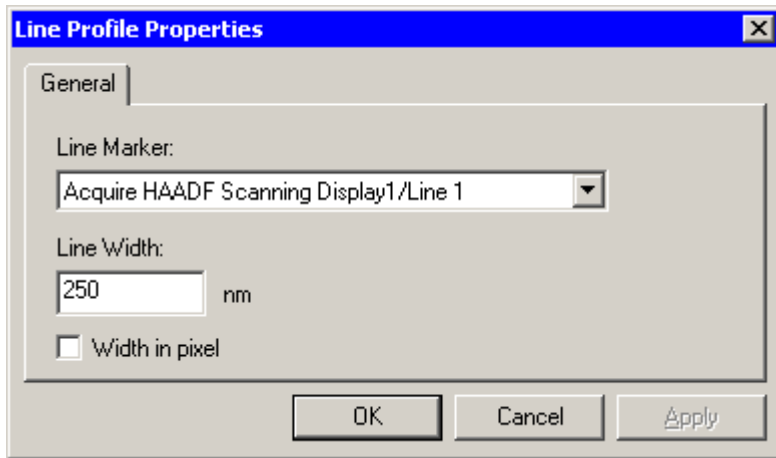 Line Profile Properties
General
Line Marker:
Acquire HAADF Scanning Display1/Line 1
Line Width:
250 nm
Width in pixel
OK Cancel Apply